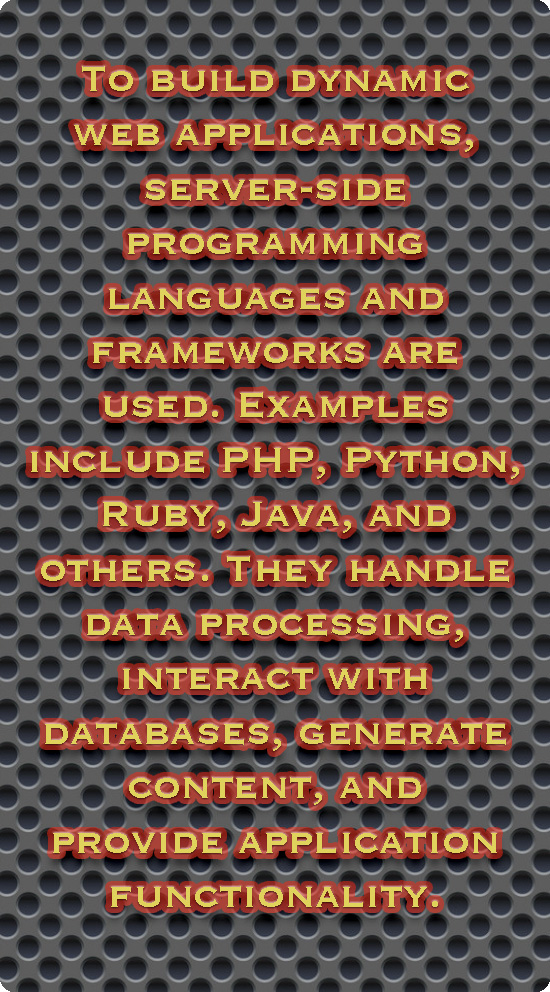 To build dynamic
web applications,
server-side
programming
languages and
frameworks are
used. Examples
include PHP, Python,
Ruby, Java, and
others. They handle
data processing,
interact with
databases, generate
content, and
provide application
functionality.